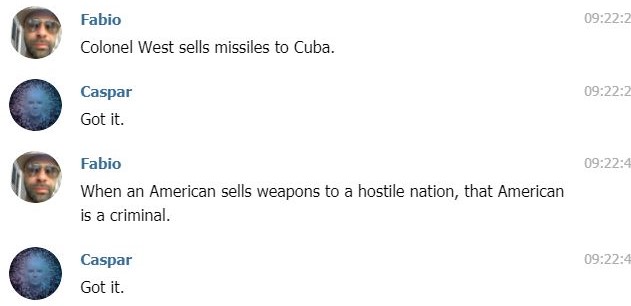 Fabio 09:22:2
Colonel West sells missiles to Cuba.
Caspar 09:22:2
Got it.
Fabio 09:22:4
When an American sells weapons to a hostile nation, that American
is a criminal.
Caspar 09:22:4
Got it.